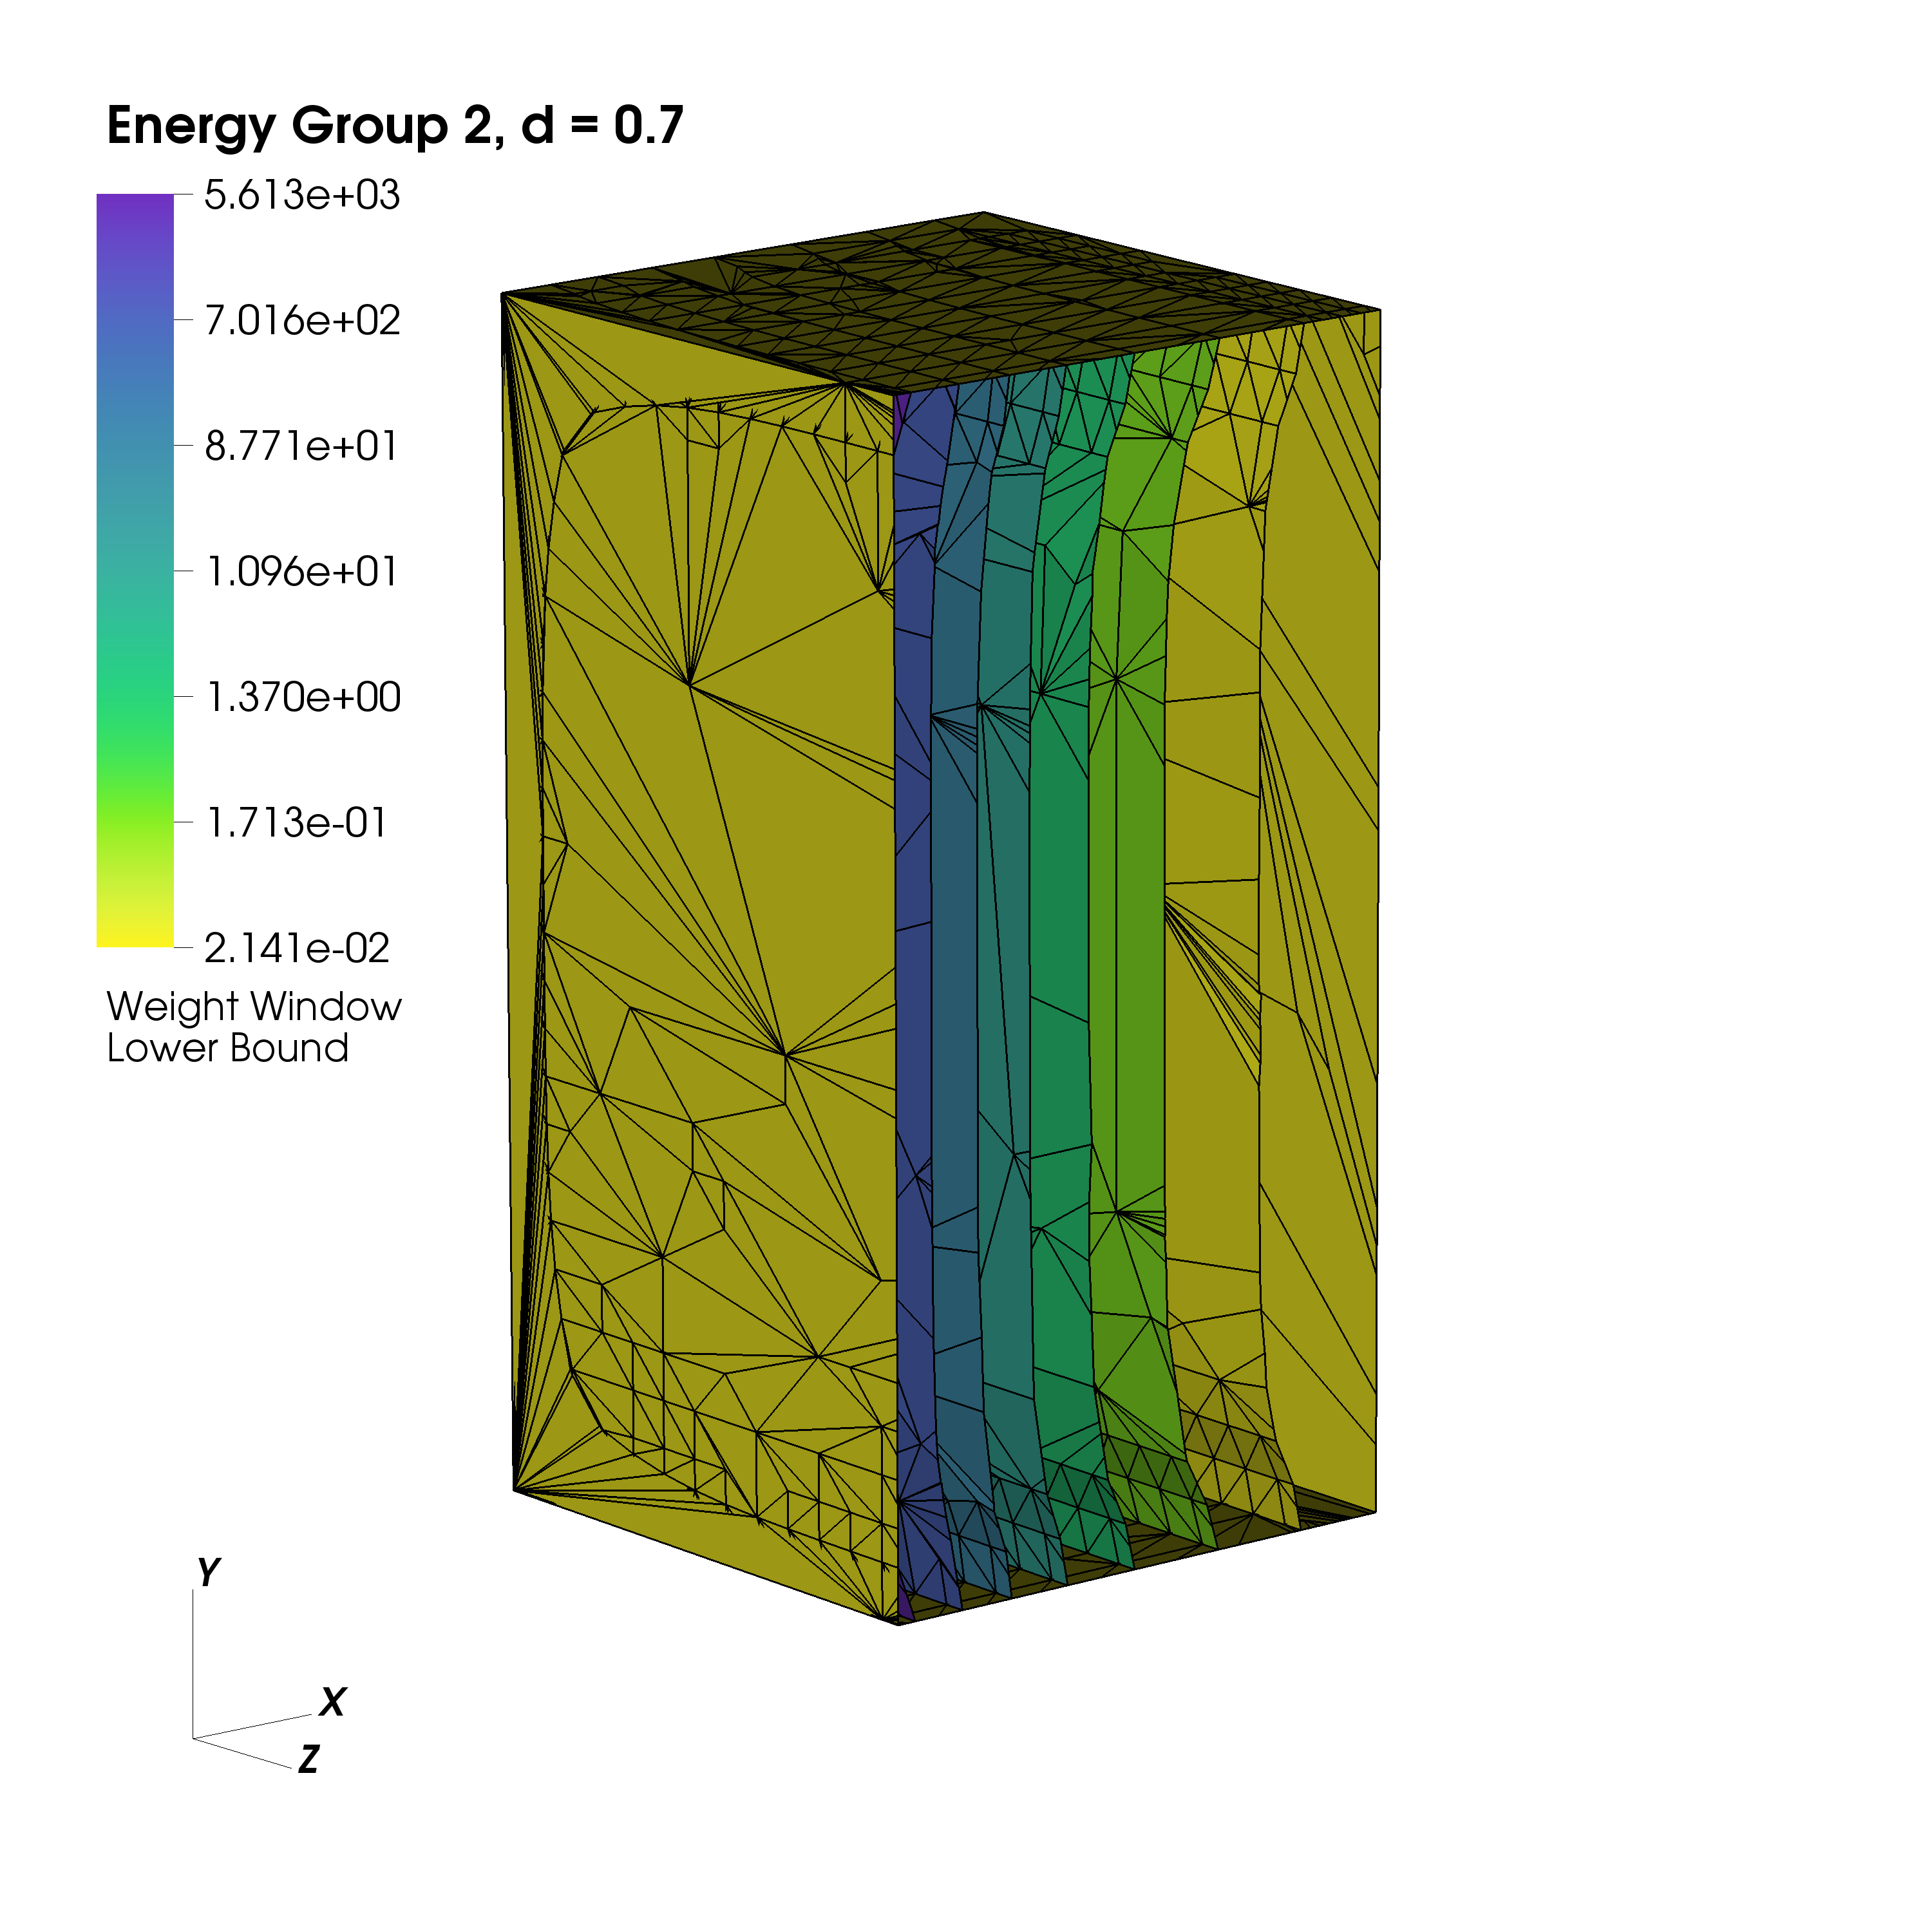 Energy Group 2, d = 0.7
5.613e+03
7.016e+02
8.771e+01
1.096e+01
1.370e+00
1.713e-01
2.141e-02
Weight Window
Lower Bound
Y
X
Z